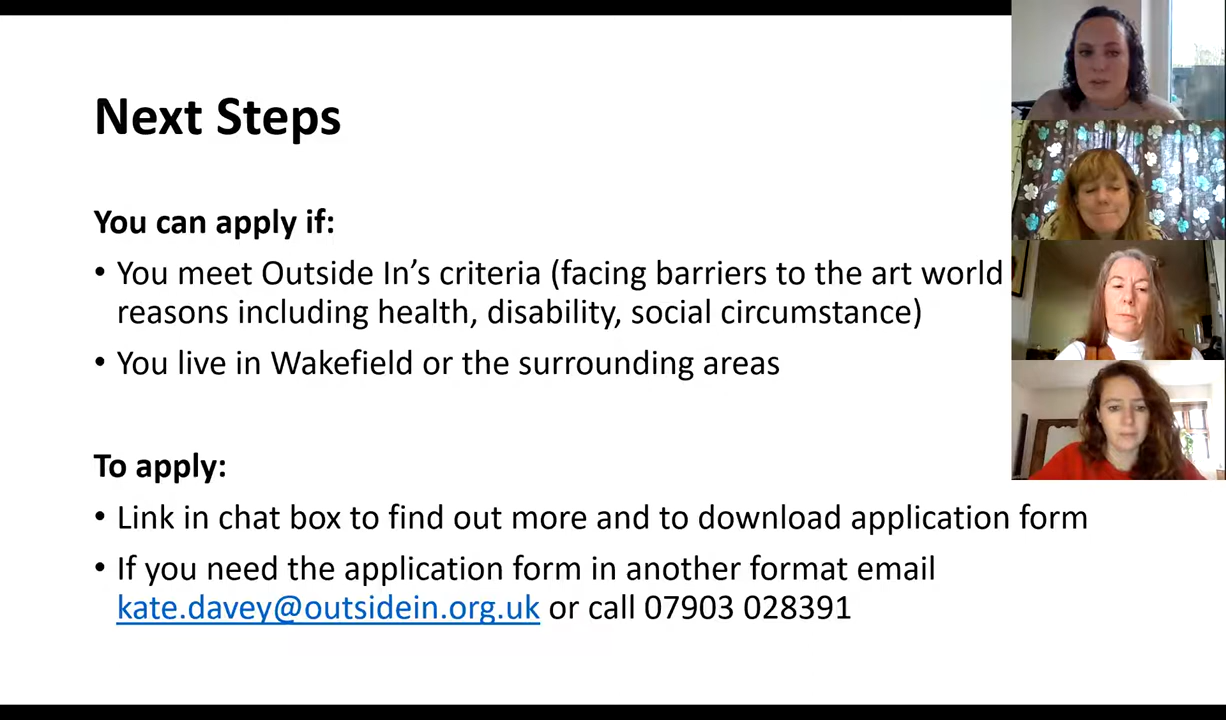 Next Steps
You can apply if:
• You meet Outside In’s criteria (facing barriers to the art world
reasons including health, disability, social circumstance)
• You live in Wakefield or the surrounding areas
To apply:
• Link in chat box to find out more and to download application form
• If you need the application form in another format email
kate.davey@outsidein.org.uk or call 07903 028391